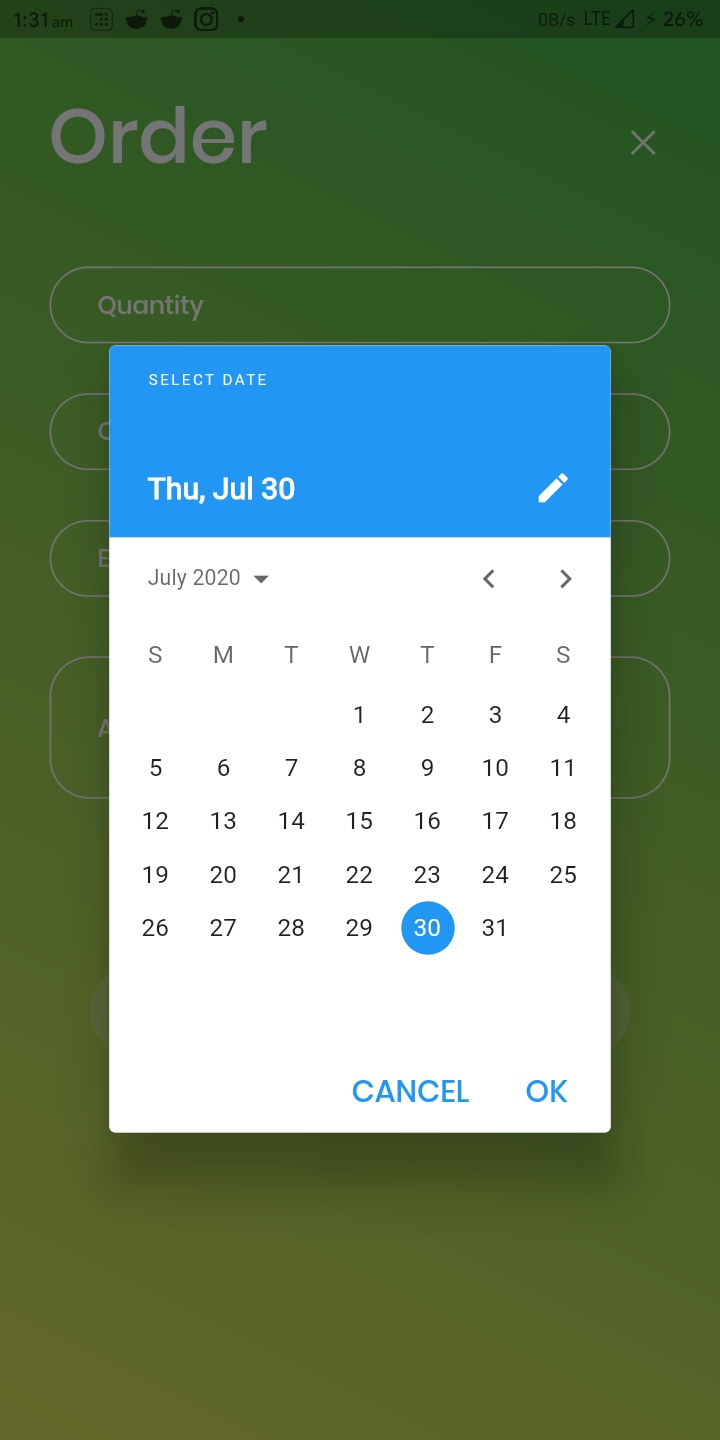 1:31 am 0B/s LTE 26%
Order
Quantity
SELECT DATE
Thu, Jul 30
July 2020
S M T W T F S
1 2 3 4
5 6 7 8 9 10 11
12 13 14 15 16 17 18
19 20 21 22 23 24 25
26 27 28 29 30 31
CANCEL OK